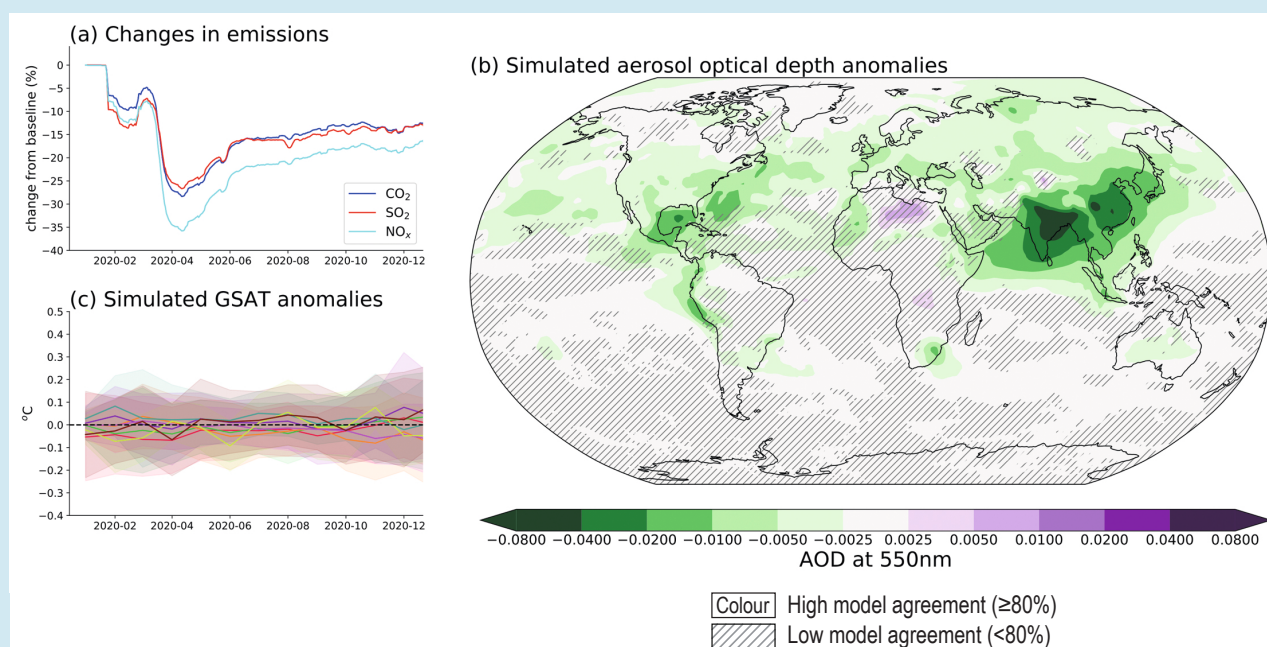 (a) Changes in emissions
change from baseline (%)
0
−5
−10
−15
−20
−25
−30
−35
−40
CO₂
SO₂
NOₓ
2020-02 2020-04 2020-06 2020-08 2020-10 2020-12
(b) Simulated aerosol optical depth anomalies
(c) Simulated GSAT anomalies
°C
0.5
0.4
0.3
0.2
0.1
0.0
−0.1
−0.2
−0.3
−0.4
2020-02 2020-04 2020-06 2020-08 2020-10 2020-12
−0.0800 −0.0400 −0.0200 −0.0100 −0.0050 −0.0025 0.0025 0.0050 0.0100 0.0200 0.0400 0.0800
AOD at 550nm
Colour High model agreement (≥80%)
Low model agreement (<80%)